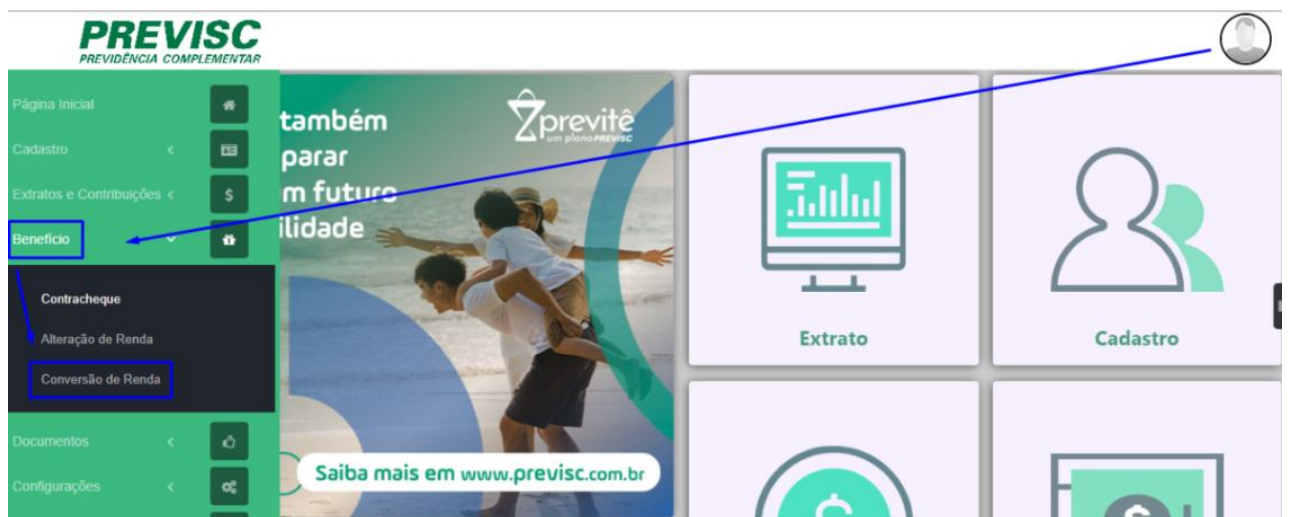 PREVISC
PREVIDÊNCIA COMPLEMENTAR
Página Inicial
Cadastro
Extratos e Contribuições
Benefício
Contracheque
Alteração de Renda
Conversão de Renda
Documentos
Configurações
também
parar
m futuro
ilidade
previtê
um plano PREVISC
Saiba mais em www.previsc.com.br
Extrato
Cadastro